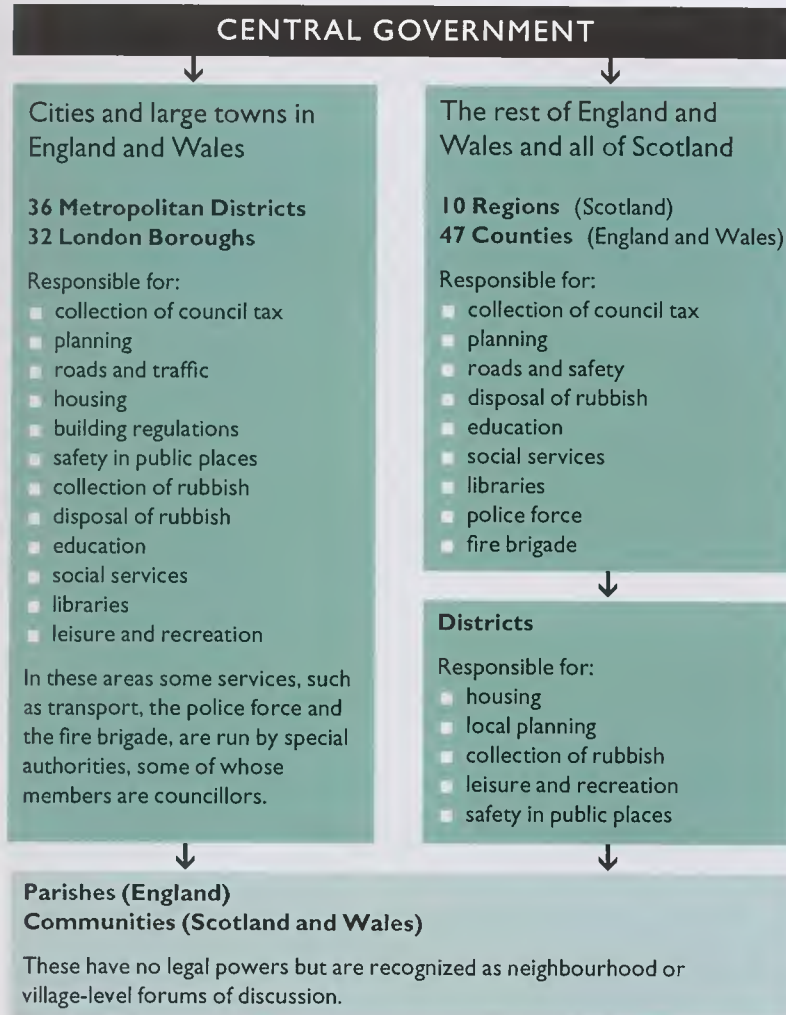 CENTRAL GOVERNMENT
Cities and large towns in
England and Wales
36 Metropolitan Districts
32 London Boroughs
Responsible for:
collection of council tax
planning
roads and traffic
housing
building regulations
safety in public places
collection of rubbish
disposal of rubbish
education
social services
libraries
leisure and recreation
In these areas some services, such
as transport, the police force and
the fire brigade, are run by special
authorities, some of whose
members are councillors.
The rest of England and
Wales and all of Scotland
10 Regions (Scotland)
47 Counties (England and Wales)
Responsible for:
collection of council tax
planning
roads and safety
disposal of rubbish
education
social services
libraries
police force
fire brigade
Districts
Responsible for:
housing
local planning
collection of rubbish
leisure and recreation
safety in public places
Parishes (England)
Communities (Scotland and Wales)
These have no legal powers but are recognized as neighbourhood or
village-level forums of discussion.